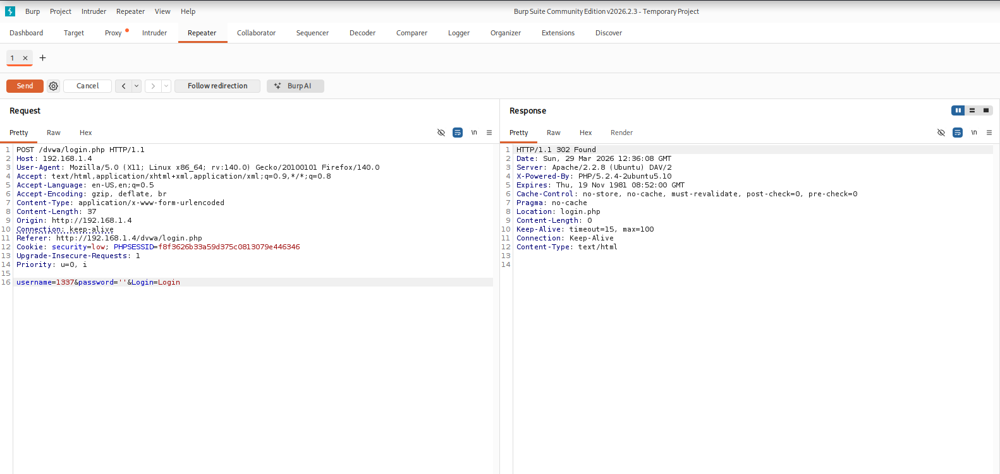 Burp Project Intruder Repeater View Help Burp Suite Community Edition v2026.2.3 - Temporary Project
Dashboard Target Proxy Intruder Repeater Collaborator Sequencer Decoder Comparer Logger Organizer Extensions Discover
1 × +
Send Cancel < > Follow redirection Burp AI
Request
Pretty Raw Hex \n
1 POST /dvwa/login.php HTTP/1.1
2 Host: 192.168.1.4
3 User-Agent: Mozilla/5.0 (X11; Linux x86_64; rv:140.0) Gecko/20100101 Firefox/140.0
4 Accept: text/html,application/xhtml+xml,application/xml;q=0.9,*/*;q=0.8
5 Accept-Language: en-US,en;q=0.5
6 Accept-Encoding: gzip, deflate, br
7 Content-Type: application/x-www-form-urlencoded
8 Content-Length: 37
9 Origin: http://192.168.1.4
10 Connection: keep-alive
11 Referer: http://192.168.1.4/dvwa/login.php
12 Cookie: security=low; PHPSESSID=f8f3626b33a59d375c0813079e446346
13 Upgrade-Insecure-Requests: 1
14 Priority: u=0, i
15
16 username=1337&password=''&Login=Login
Response
Pretty Raw Hex Render \n
1 HTTP/1.1 302 Found
2 Date: Sun, 29 Mar 2026 12:36:08 GMT
3 Server: Apache/2.2.8 (Ubuntu) DAV/2
4 X-Powered-By: PHP/5.2.4-2ubuntu5.10
5 Expires: Thu, 19 Nov 1981 08:52:00 GMT
6 Cache-Control: no-store, no-cache, must-revalidate, post-check=0, pre-check=0
7 Pragma: no-cache
8 Location: login.php
9 Content-Length: 0
10 Keep-Alive: timeout=15, max=100
11 Connection: Keep-Alive
12 Content-Type: text/html
13
14